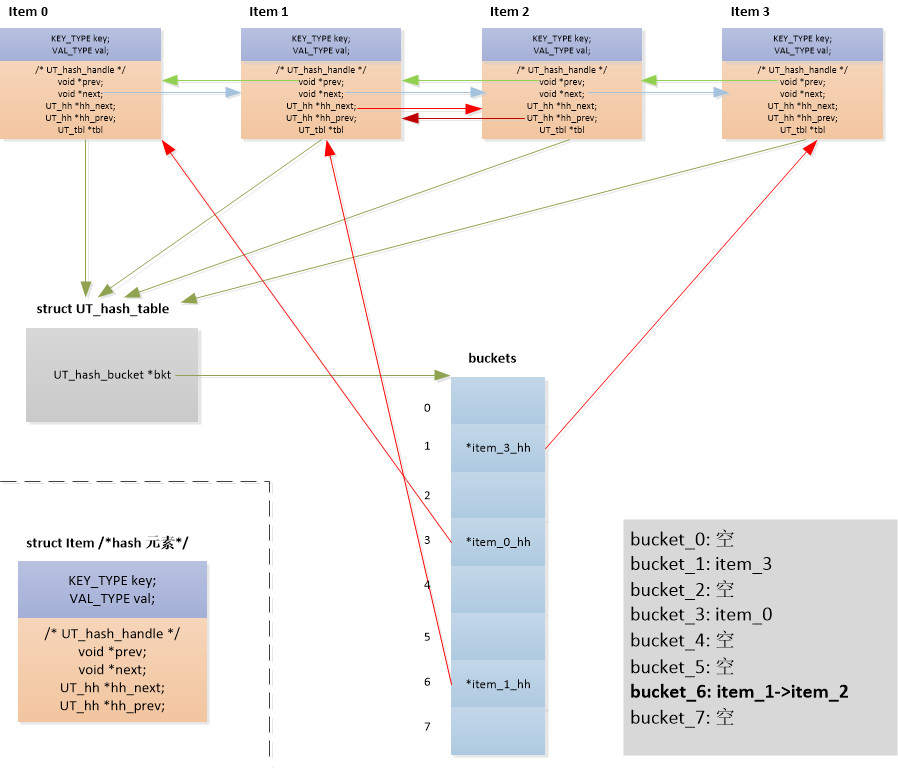 Item 0
Item 1
Item 2
Item 3
KEY_TYPE key;
VAL_TYPE val;
/* UT_hash_handle */
void *prev;
void *next;
UT_hh *hh_next;
UT_hh *hh_prev;
UT_tbl *tbl
KEY_TYPE key;
VAL_TYPE val;
/* UT_hash_handle */
void *prev;
void *next;
UT_hh *hh_next;
UT_hh *hh_prev;
UT_tbl *tbl
KEY_TYPE key;
VAL_TYPE val;
/* UT_hash_handle */
void *prev;
void *next;
UT_hh *hh_next;
UT_hh *hh_prev;
UT_tbl *tbl
KEY_TYPE key;
VAL_TYPE val;
/* UT_hash_handle */
void *prev;
void *next;
UT_hh *hh_next;
UT_hh *hh_prev;
UT_tbl *tbl
struct UT_hash_table
UT_hash_bucket *bkt
buckets
0
1
*item_3_hh
2
3
*item_0_hh
4
5
6
*item_1_hh
7
struct Item /*hash 元素*/
KEY_TYPE key;
VAL_TYPE val;
/* UT_hash_handle */
void *prev;
void *next;
UT_hh *hh_next;
UT_hh *hh_prev;
bucket_0: 空
bucket_1: item_3
bucket_2: 空
bucket_3: item_0
bucket_4: 空
bucket_5: 空
bucket_6: item_1->item_2
bucket_7: 空